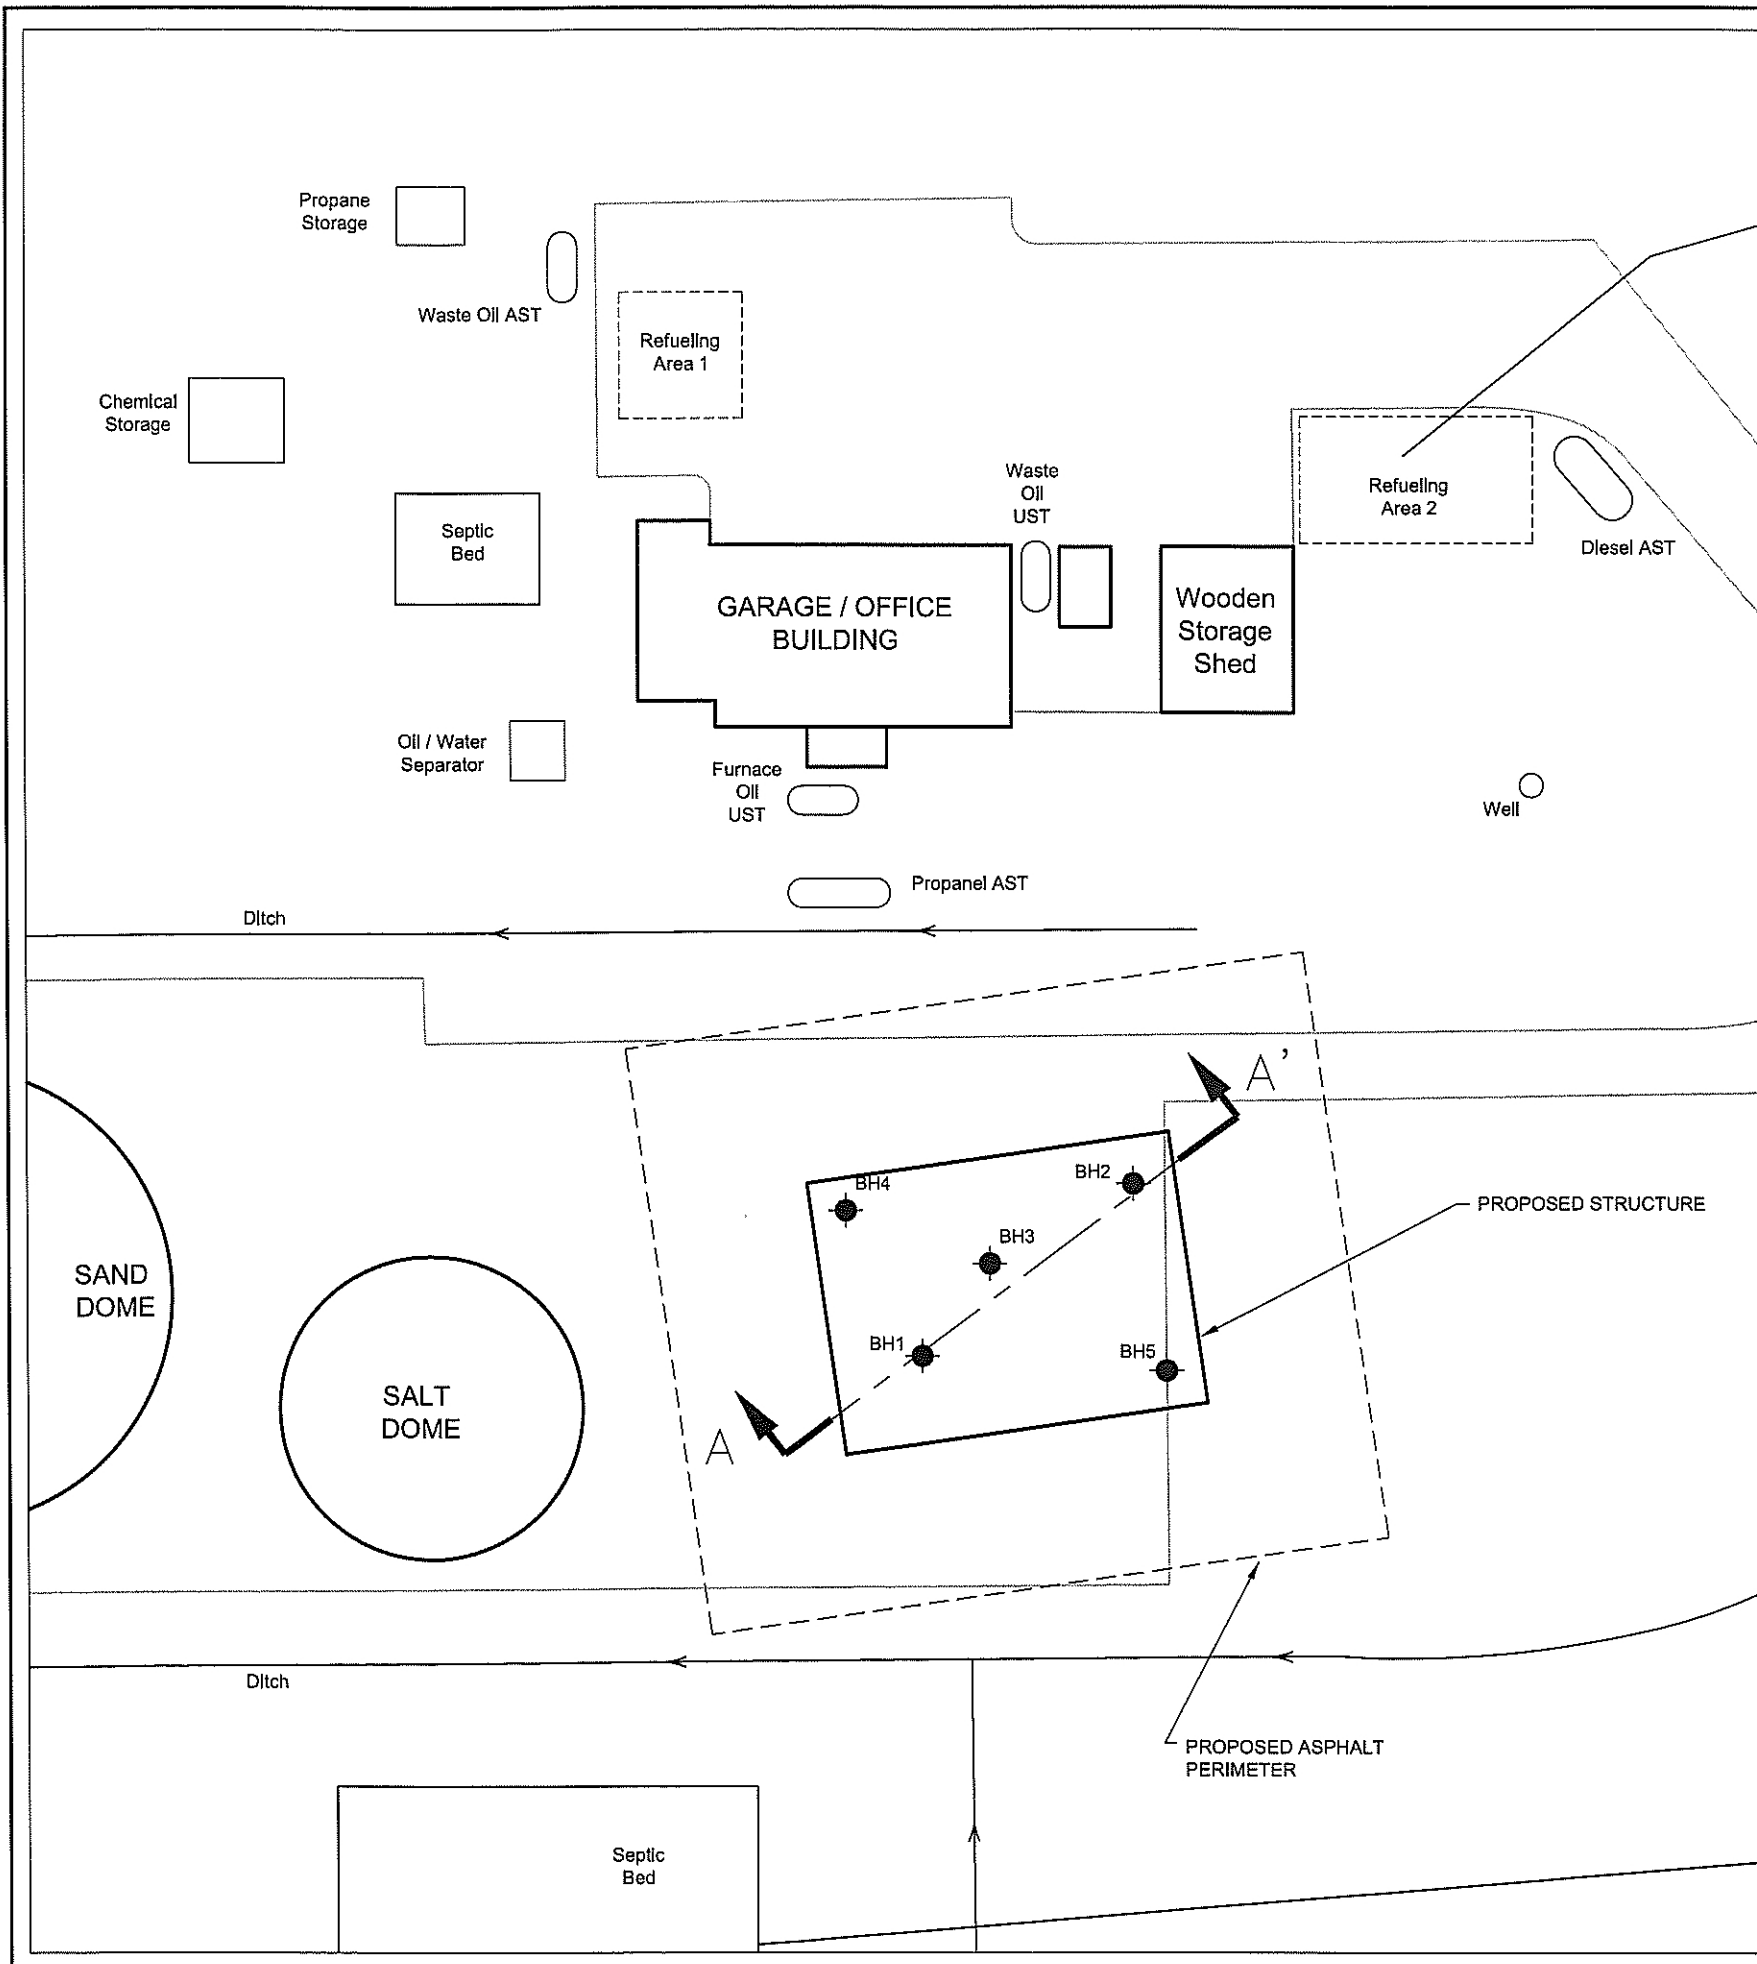 Propane
Storage
Waste Oil AST
Refueling
Area 1
Chemical
Storage
Septic
Bed
Waste
Oil
UST
Refueling
Area 2
Diesel AST
GARAGE / OFFICE
BUILDING
Wooden
Storage
Shed
Oil / Water
Separator
Furnace
Oil
UST
Well
Propanel AST
Ditch
A'
BH4
BH2
PROPOSED STRUCTURE
BH3
SAND
DOME
BH1
BH5
SALT
DOME
A
Ditch
PROPOSED ASPHALT
PERIMETER
Septic
Bed